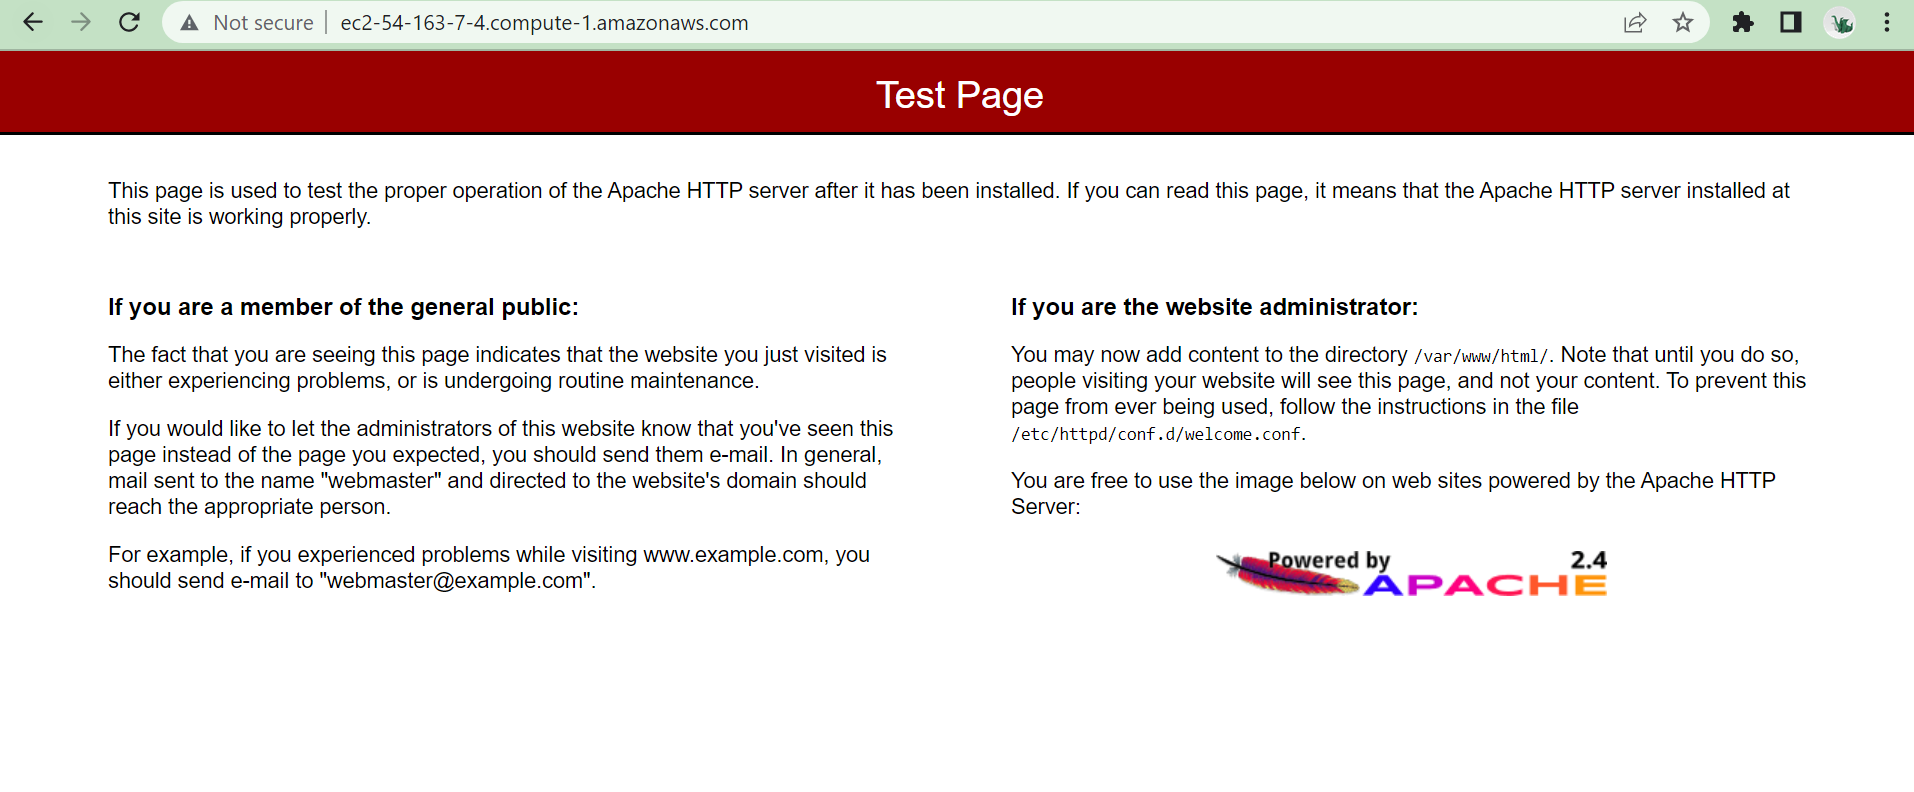 Not secure | ec2-54-163-7-4.compute-1.amazonaws.com
Test Page
This page is used to test the proper operation of the Apache HTTP server after it has been installed. If you can read this page, it means that the Apache HTTP server installed at
this site is working properly.
If you are a member of the general public:
The fact that you are seeing this page indicates that the website you just visited is
either experiencing problems, or is undergoing routine maintenance.
If you would like to let the administrators of this website know that you've seen this
page instead of the page you expected, you should send them e-mail. In general,
mail sent to the name "webmaster" and directed to the website's domain should
reach the appropriate person.
For example, if you experienced problems while visiting www.example.com, you
should send e-mail to "webmaster@example.com".
If you are the website administrator:
You may now add content to the directory /var/www/html/. Note that until you do so,
people visiting your website will see this page, and not your content. To prevent this
page from ever being used, follow the instructions in the file
/etc/httpd/conf.d/welcome.conf.
You are free to use the image below on web sites powered by the Apache HTTP
Server:
Powered by 2.4
APACHE